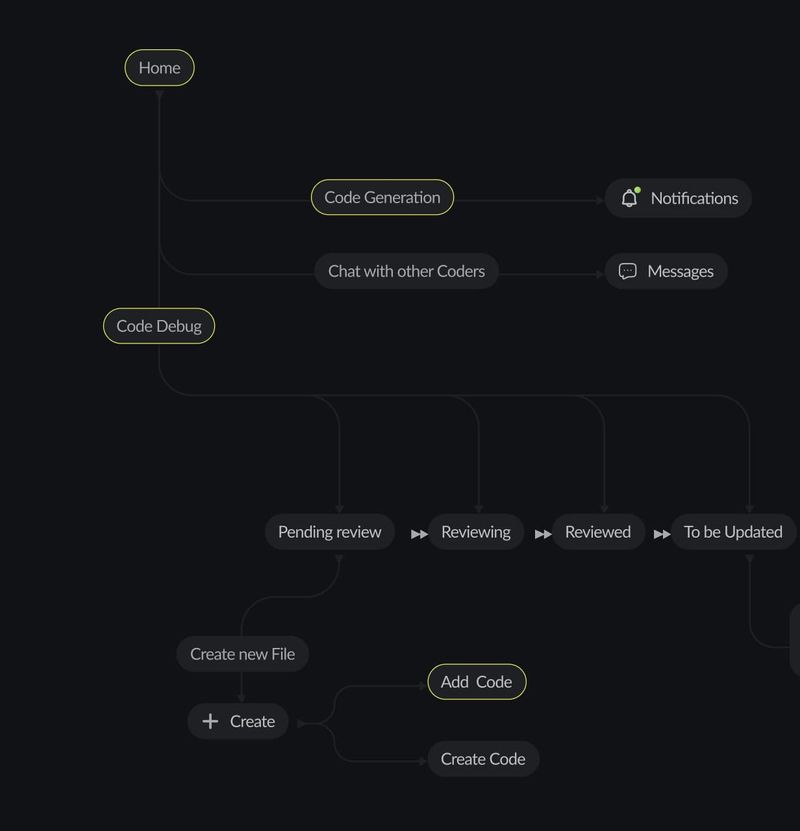 Home
Code Generation
Notifications
Chat with other Coders
Messages
Code Debug
Pending review
Reviewing
Reviewed
To be Updated
Create new File
Add Code
Create
Create Code